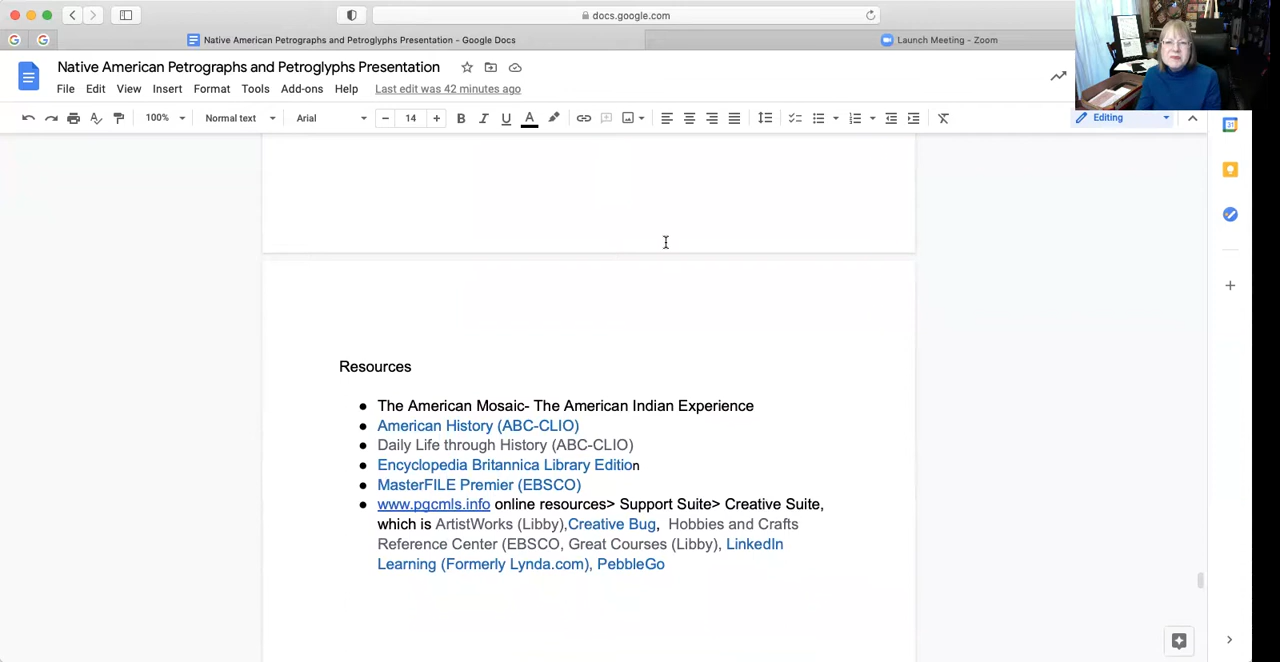 docs.google.com
Native American Petrographs and Petroglyphs Presentation - Google Docs
Launch Meeting - Zoom
Native American Petrographs and Petroglyphs Presentation
File Edit View Insert Format Tools Add-ons Help Last edit was 42 minutes ago
100% Normal text Arial − 14 + B I U A Editing
31
Resources
● The American Mosaic- The American Indian Experience
● American History (ABC-CLIO)
● Daily Life through History (ABC-CLIO)
● Encyclopedia Britannica Library Edition
● MasterFILE Premier (EBSCO)
● www.pgcmls.info online resources> Support Suite> Creative Suite,
which is ArtistWorks (Libby),Creative Bug, Hobbies and Crafts
Reference Center (EBSCO, Great Courses (Libby), LinkedIn
Learning (Formerly Lynda.com), PebbleGo